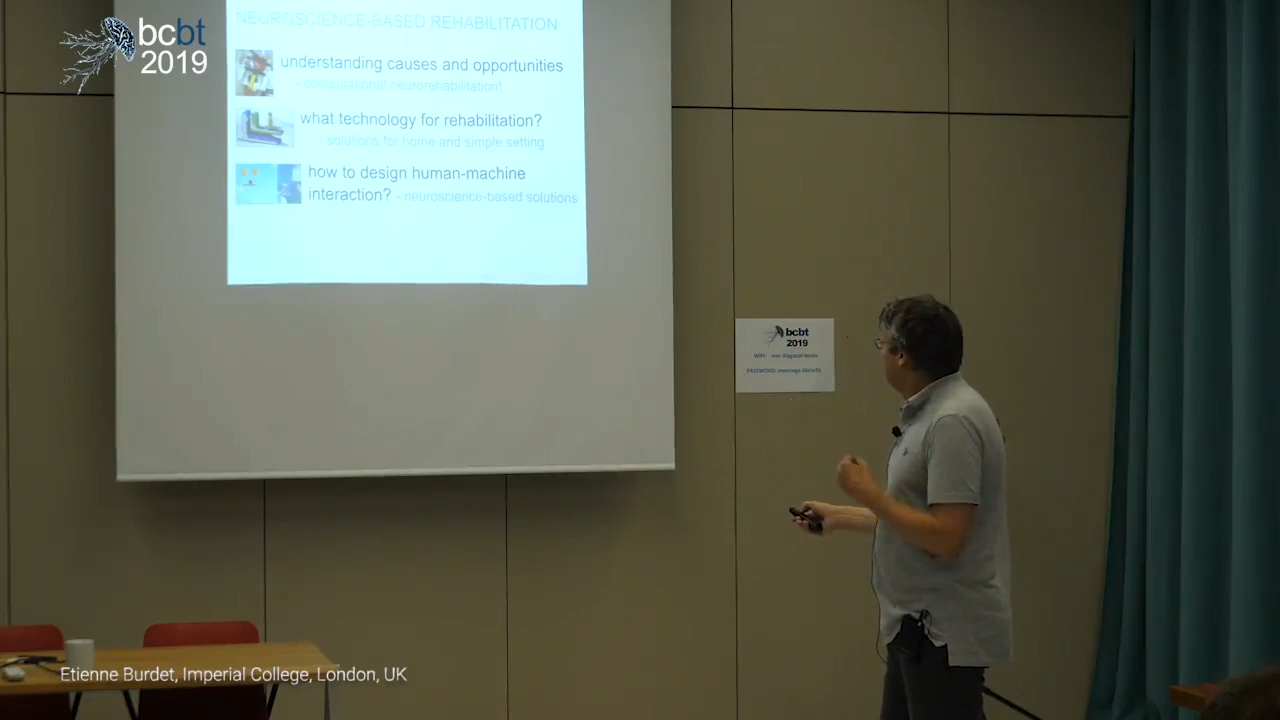 bcbt
2019
NEUROSCIENCE-BASED REHABILITATION
understanding causes and opportunities
- computational neurorehabilitation!
what technology for rehabilitation?
- solutions for home and simple setting
how to design human-machine
interaction? - neuroscience-based solutions
bcbt
2019
WIFI:
PASSWORD:
Etienne Burdet, Imperial College, London, UK